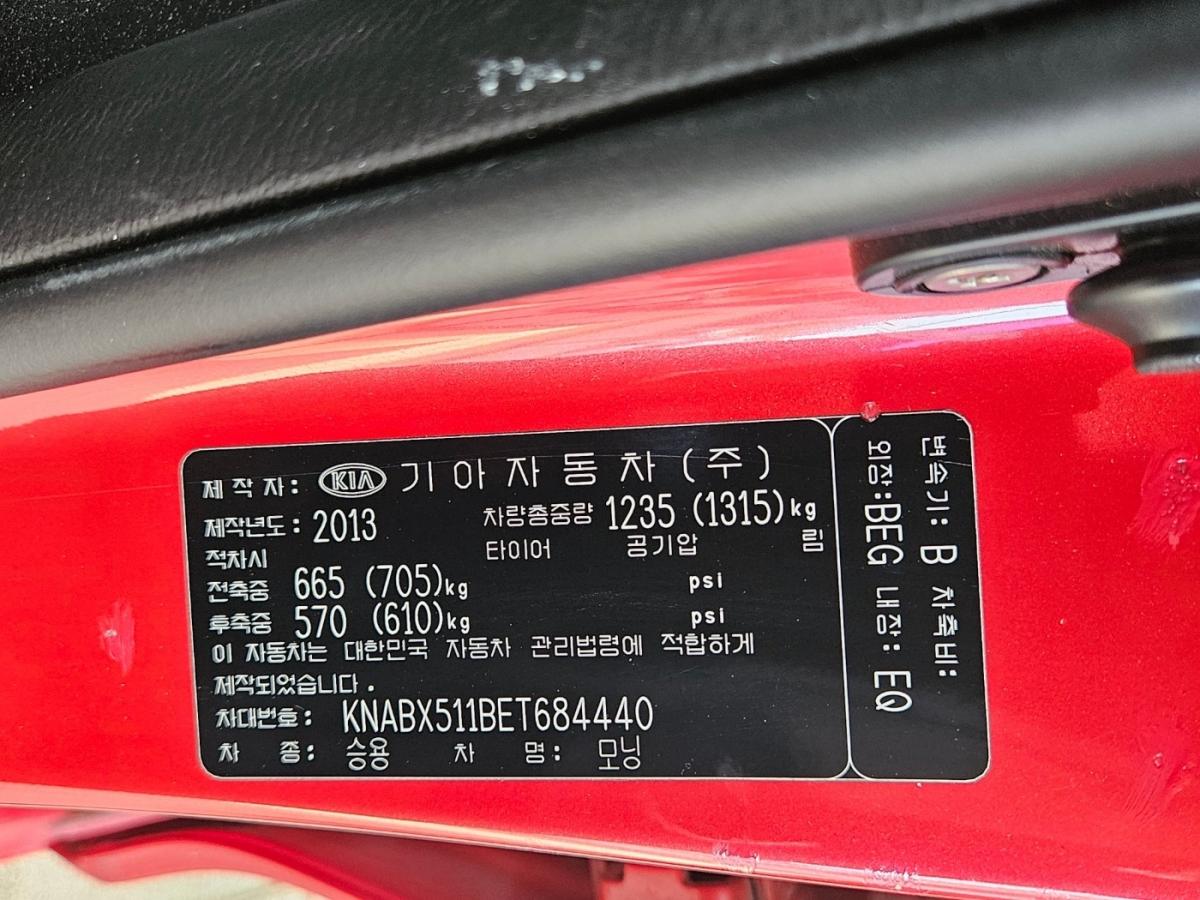 제 작 자: KIA 기 아 자 동 차 (주)
제작년도: 2013 차량총중량 1235 (1315)kg
적차시 타이어 공기압 림
전축중 665 (705)kg psi
후축중 570 (610)kg psi
이 자동차는 대한민국 자동차 관리법령에 적합하게
제작되었습니다.
차대번호: KNABX511BET684440
차 종: 승용 차 명: 모닝
변속기: B 차축비:
외장:BEG 내장: EQ